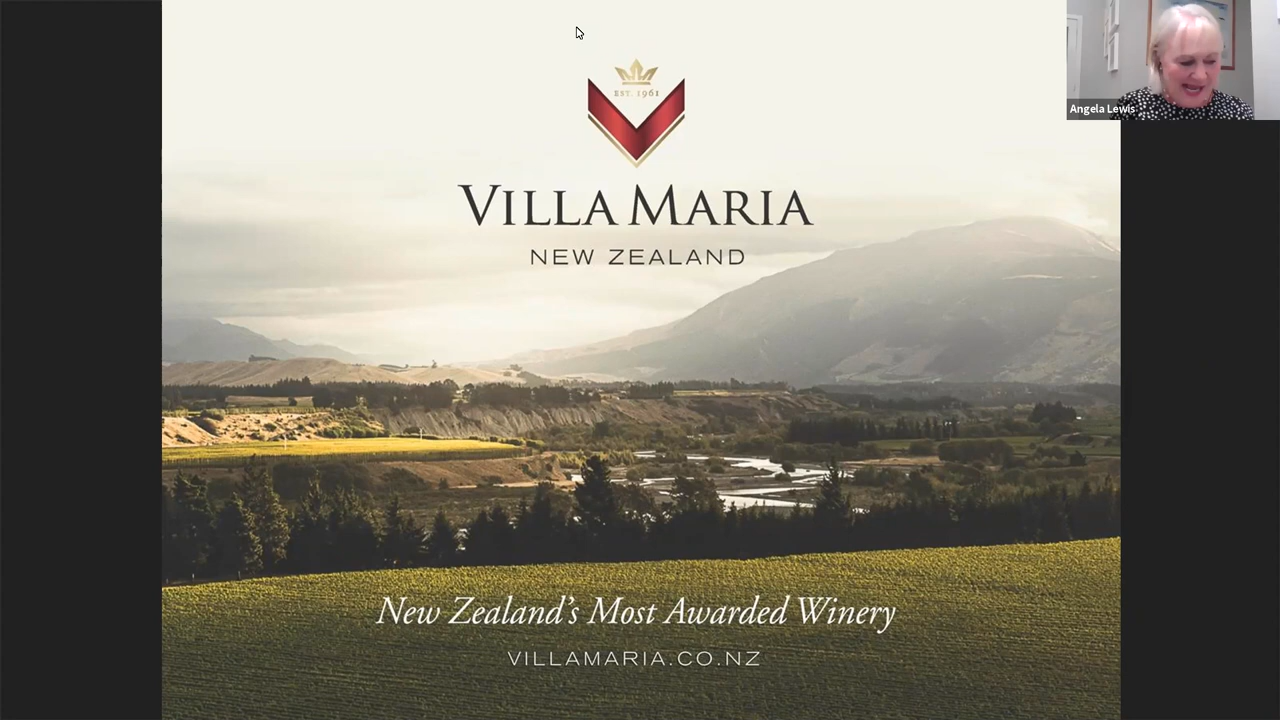 EST. 1961
VILLA MARIA
NEW ZEALAND
New Zealand's Most Awarded Winery
VILLAMARIA.CO.NZ
Angela Lewis